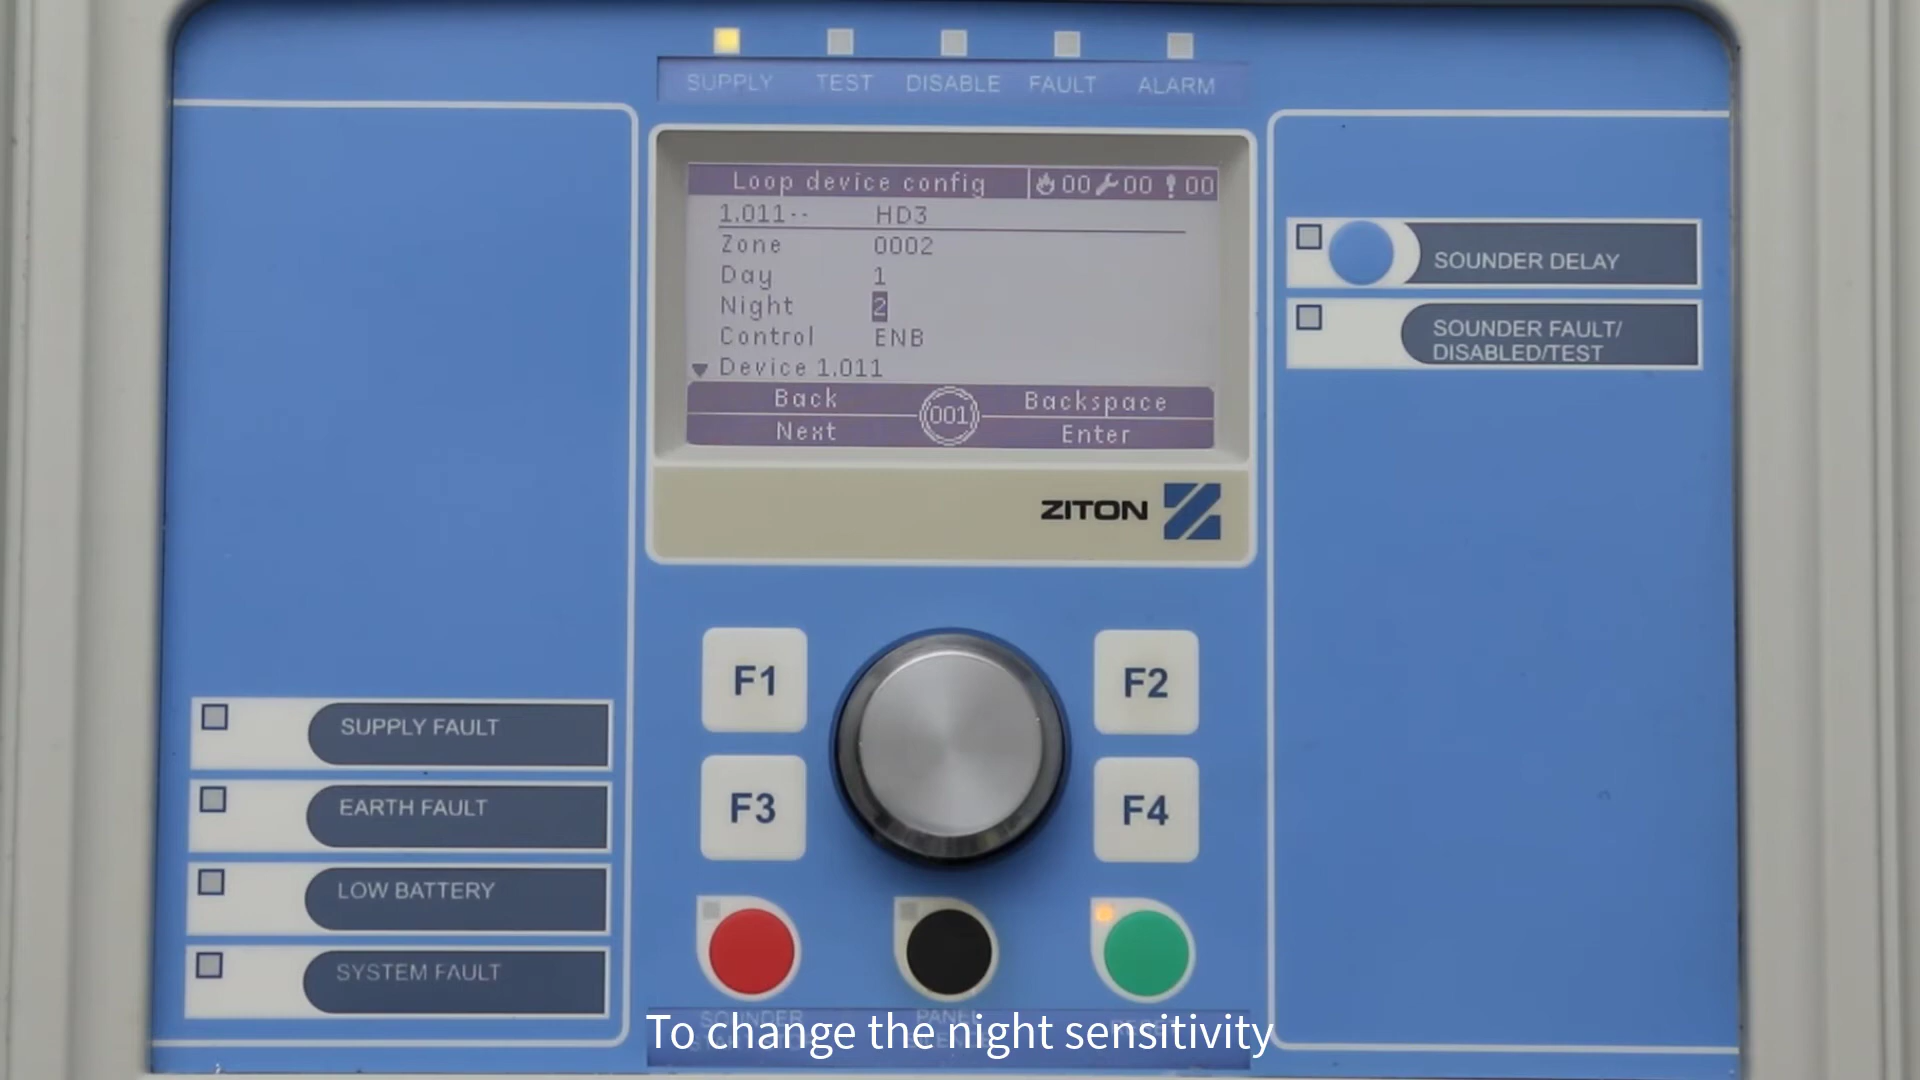 SUPPLY TEST DISABLE FAULT ALARM
Loop device config 00 00 00
1.011-- HD3
Zone 0002
Day 1
Night 2
Control ENB
Device 1.011
Back Backspace
001
Next Enter
ZITON
SOUNDER DELAY
SOUNDER FAULT/
DISABLED/TEST
F1 F2
F3 F4
SUPPLY FAULT
EARTH FAULT
LOW BATTERY
SYSTEM FAULT
SOUNDER PANEL
To change the night sensitivity